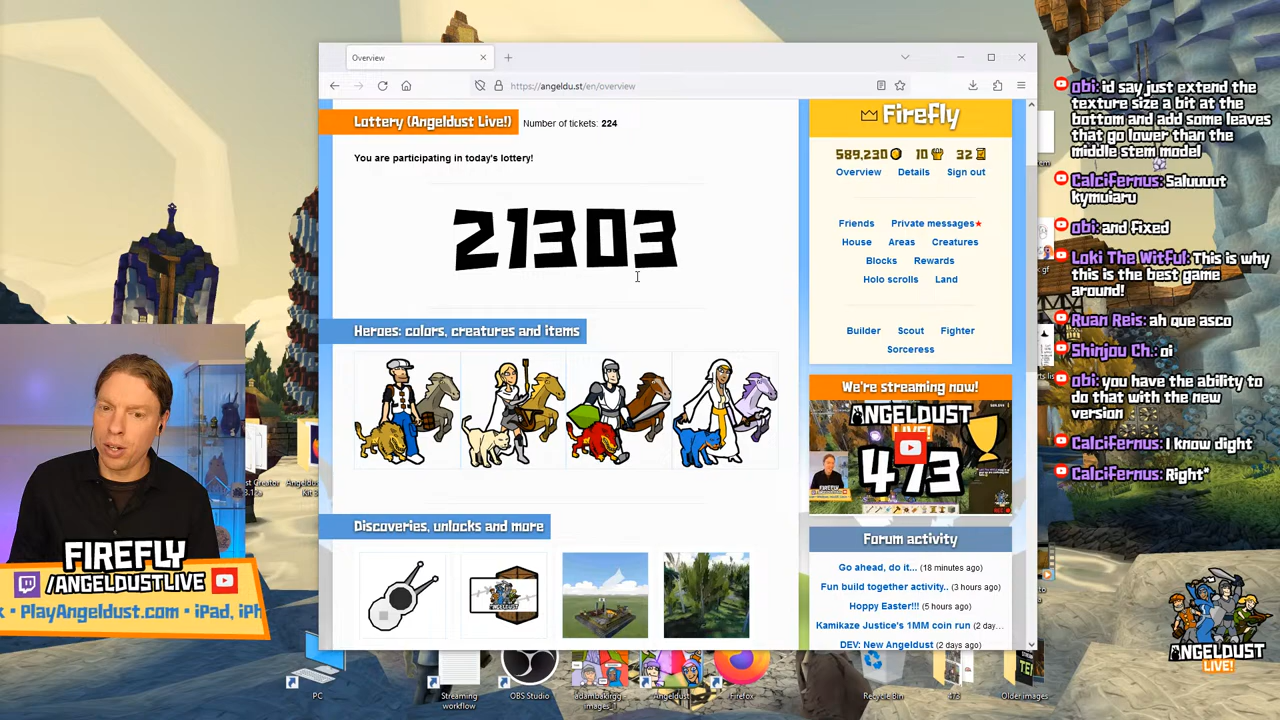 Overview
https://angeldu.st/en/overview
Lottery (Angeldust Live!)
Number of tickets: 224
You are participating in today's lottery!
21303
Heroes: colors, creatures and items
Discoveries, unlocks and more
Firefly
589,230 10 32
Overview Details Sign out
Friends Private messages★
House Areas Creatures
Blocks Rewards
Holo scrolls Land
Builder Scout Fighter
Sorceress
We're streaming now!
ANGELDUST
LIVE!
473
Forum activity
Go ahead, do it... (18 minutes ago)
Fun build together activity.. (3 hours ago)
Hoppy Easter!!! (5 hours ago)
Kamikaze Justice's 1MM coin run (2 day…
DEV: New Angeldust (2 days ago)
obi: id say just extend the
texture size a bit at the
bottom and add some leaves
that go lower than the
middle stem model
Calcifernus: Saluuuut
kymuiaru
obi: and Fixed
Loki The Witful: This is why
this is the best game
around!
Ruan Reis: ah que asco
Shinjou Ch.: oi
obi: you have the ability to
do that with the new
version
Calcifernus: I know dight
Calcifernus: Right*
FIREFLY
/ANGELDUSTLIVE
k • PlayAngeldust.com • iPad, iPh
ANGELDUST
LIVE!
PC
Streaming
workflow
OBS Studio
Angeldust
Firefox
Recycle Bin
473
Older images